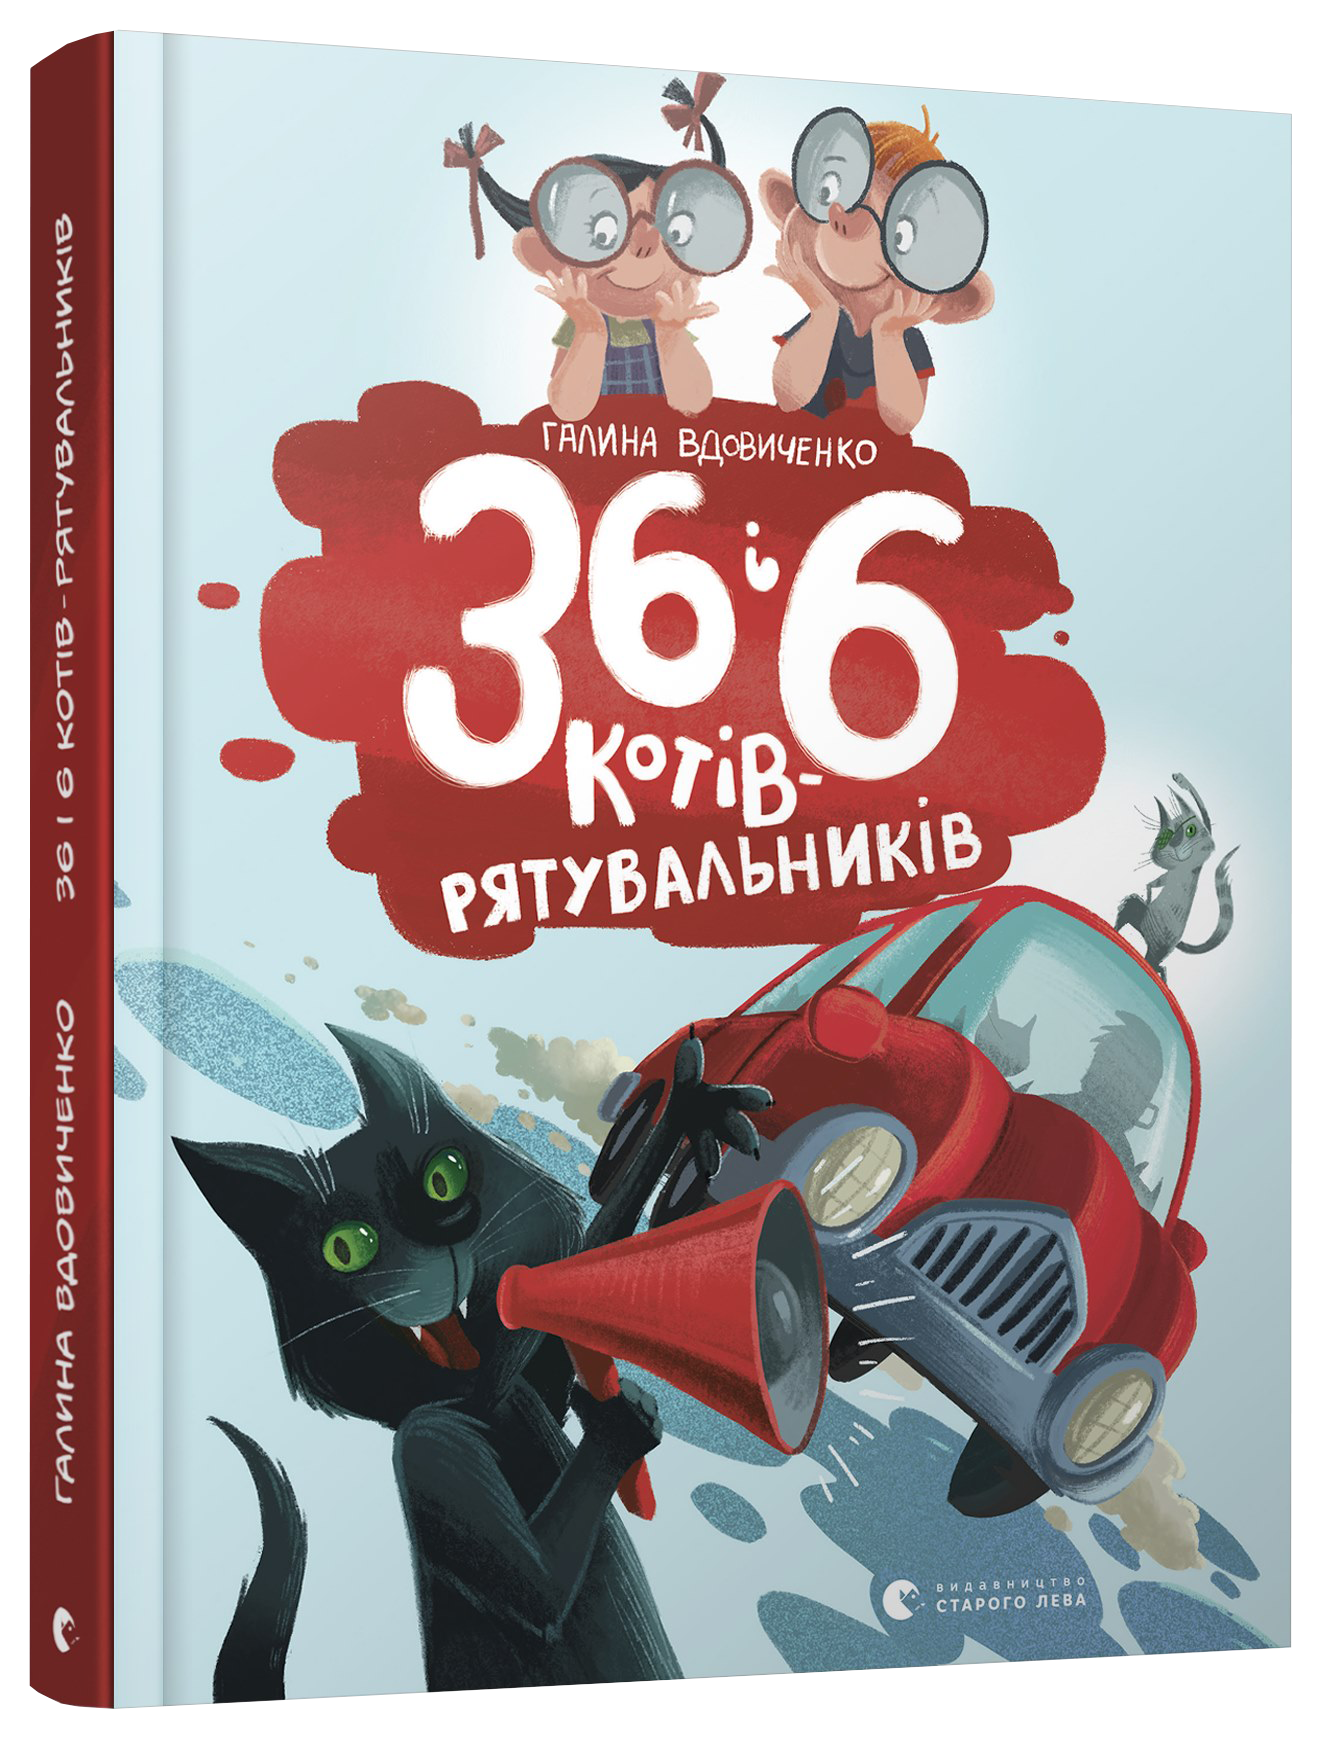 ГАЛИНА ВДОВИЧЕНКО
36 і 6
КОТІВ-
РЯТУВАЛЬНИКІВ
ВИДАВНИЦТВО
СТАРОГО ЛЕВА
ГАЛИНА ВДОВИЧЕНКО 36 І 6 КОТІВ-РЯТУВАЛЬНИКІВ